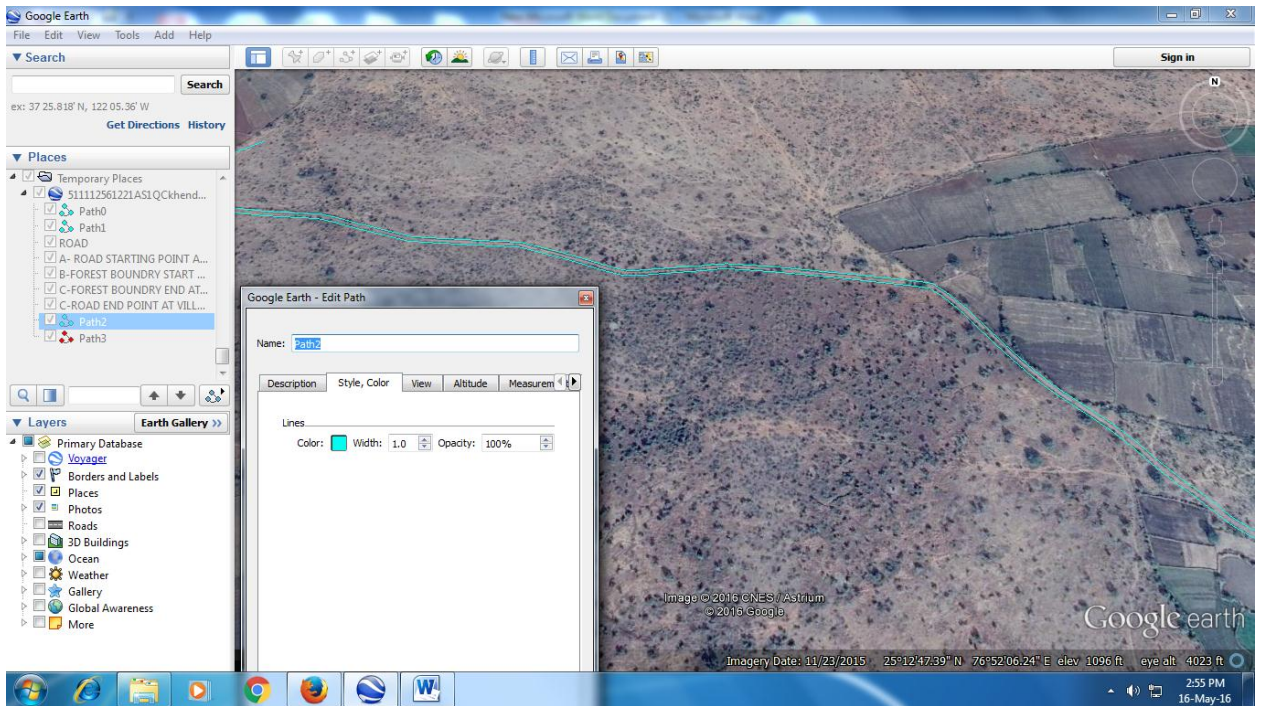 Google Earth
File Edit View Tools Add Help
▼ Search
Search
ex: 37 25.818' N, 122 05.36' W
Get Directions History
Sign in
N
▼ Places
Temporary Places
511112561221AS1QCkhend...
Path0
Path1
ROAD
A- ROAD STARTING POINT A...
B-FOREST BOUNDRY START ...
C-FOREST BOUNDRY END AT...
C-ROAD END POINT AT VILL...
Path2
Path3
▼ Layers
Earth Gallery »
Primary Database
Voyager
Borders and Labels
Places
Photos
Roads
3D Buildings
Ocean
Weather
Gallery
Global Awareness
More
Google Earth - Edit Path
Name: Path2
Description Style, Color View Altitude Measurem
Lines
Color: Width: 1.0 Opacity: 100%
Image © 2016 CNES / Astrium
© 2016 Google
Google earth
Imagery Date: 11/23/2015 25°12'47.39" N 76°52'06.24" E elev 1096 ft eye alt 4023 ft
2:55 PM
16-May-16